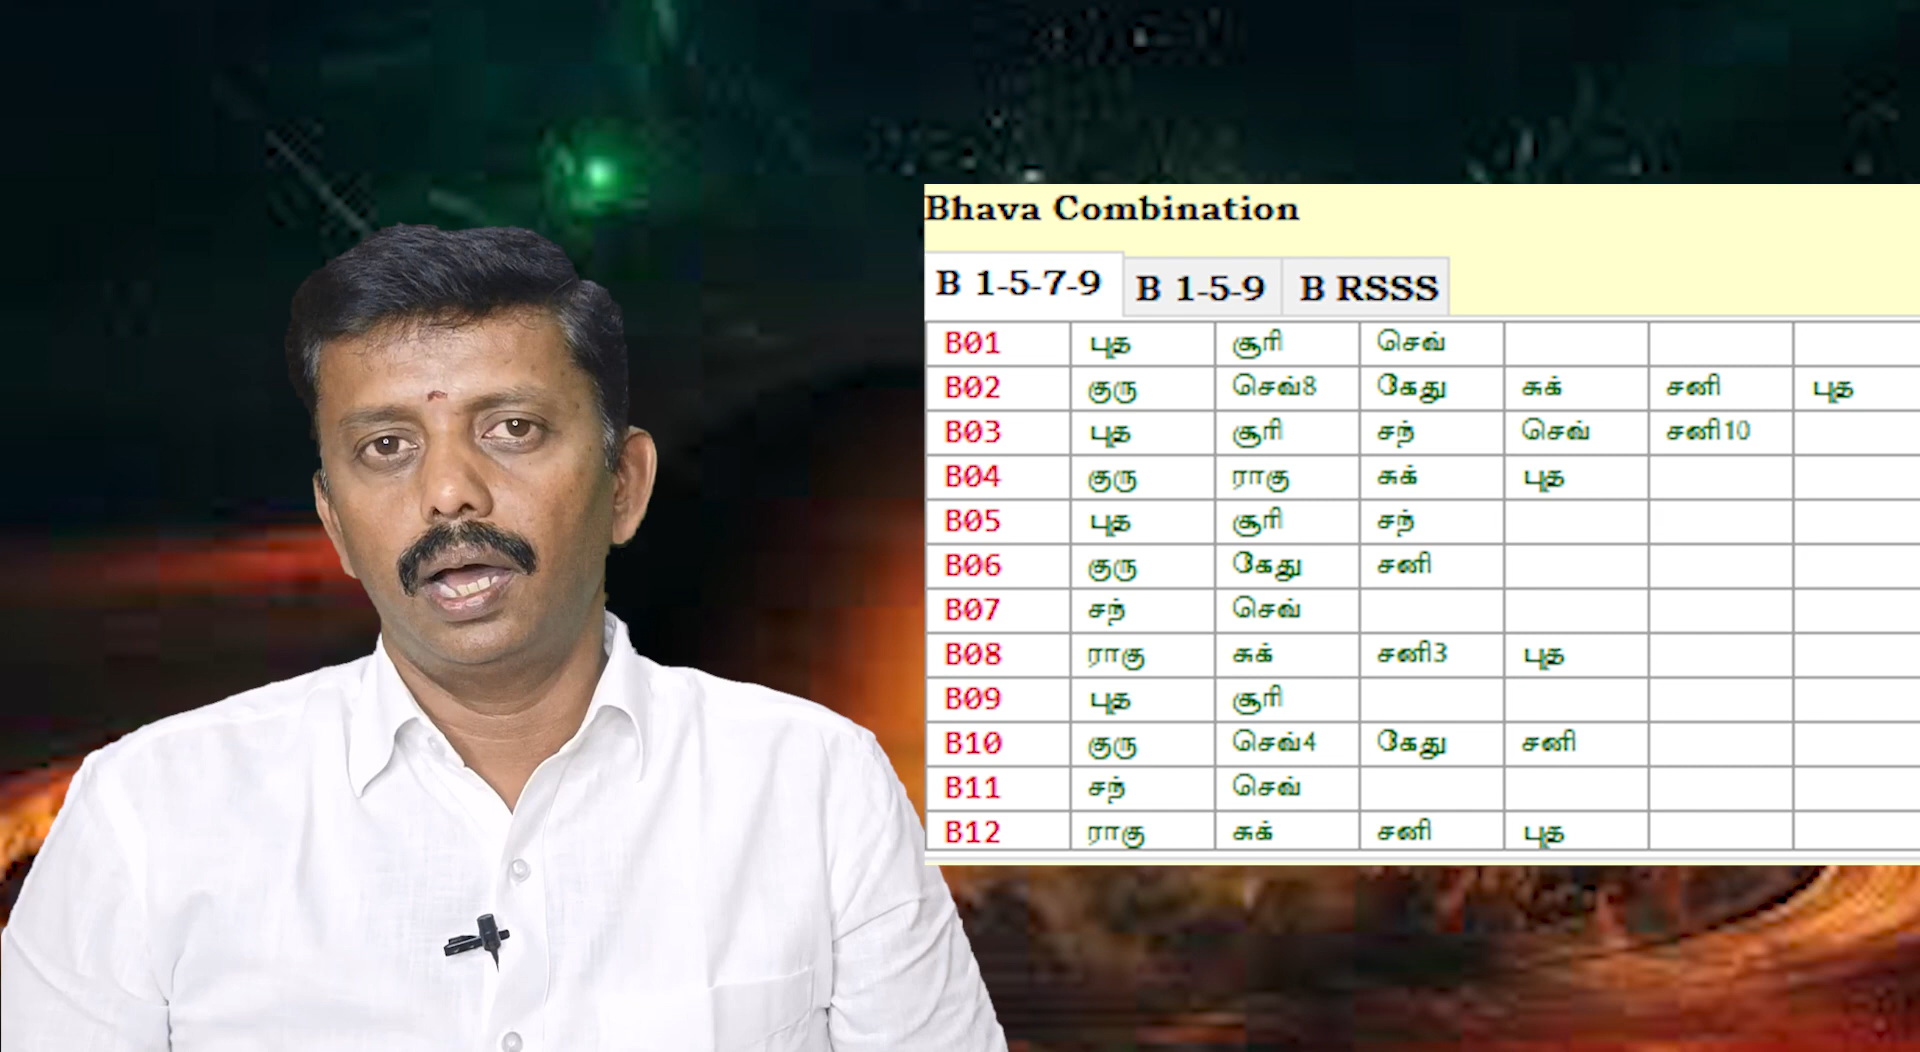 Bhava Combination
B 1-5-7-9 B 1-5-9 B RSSS
B01 புத சூரி செவ்
B02 குரு செவ்8 கேது சுக் சனி புத
B03 புத சூரி சந் செவ் சனி10
B04 குரு ராகு சுக் புத
B05 புத சூரி சந்
B06 குரு கேது சனி
B07 சந் செவ்
B08 ராகு சுக் சனி3 புத
B09 புத சூரி
B10 குரு செவ்4 கேது சனி
B11 சந் செவ்
B12 ராகு சுக் சனி புத